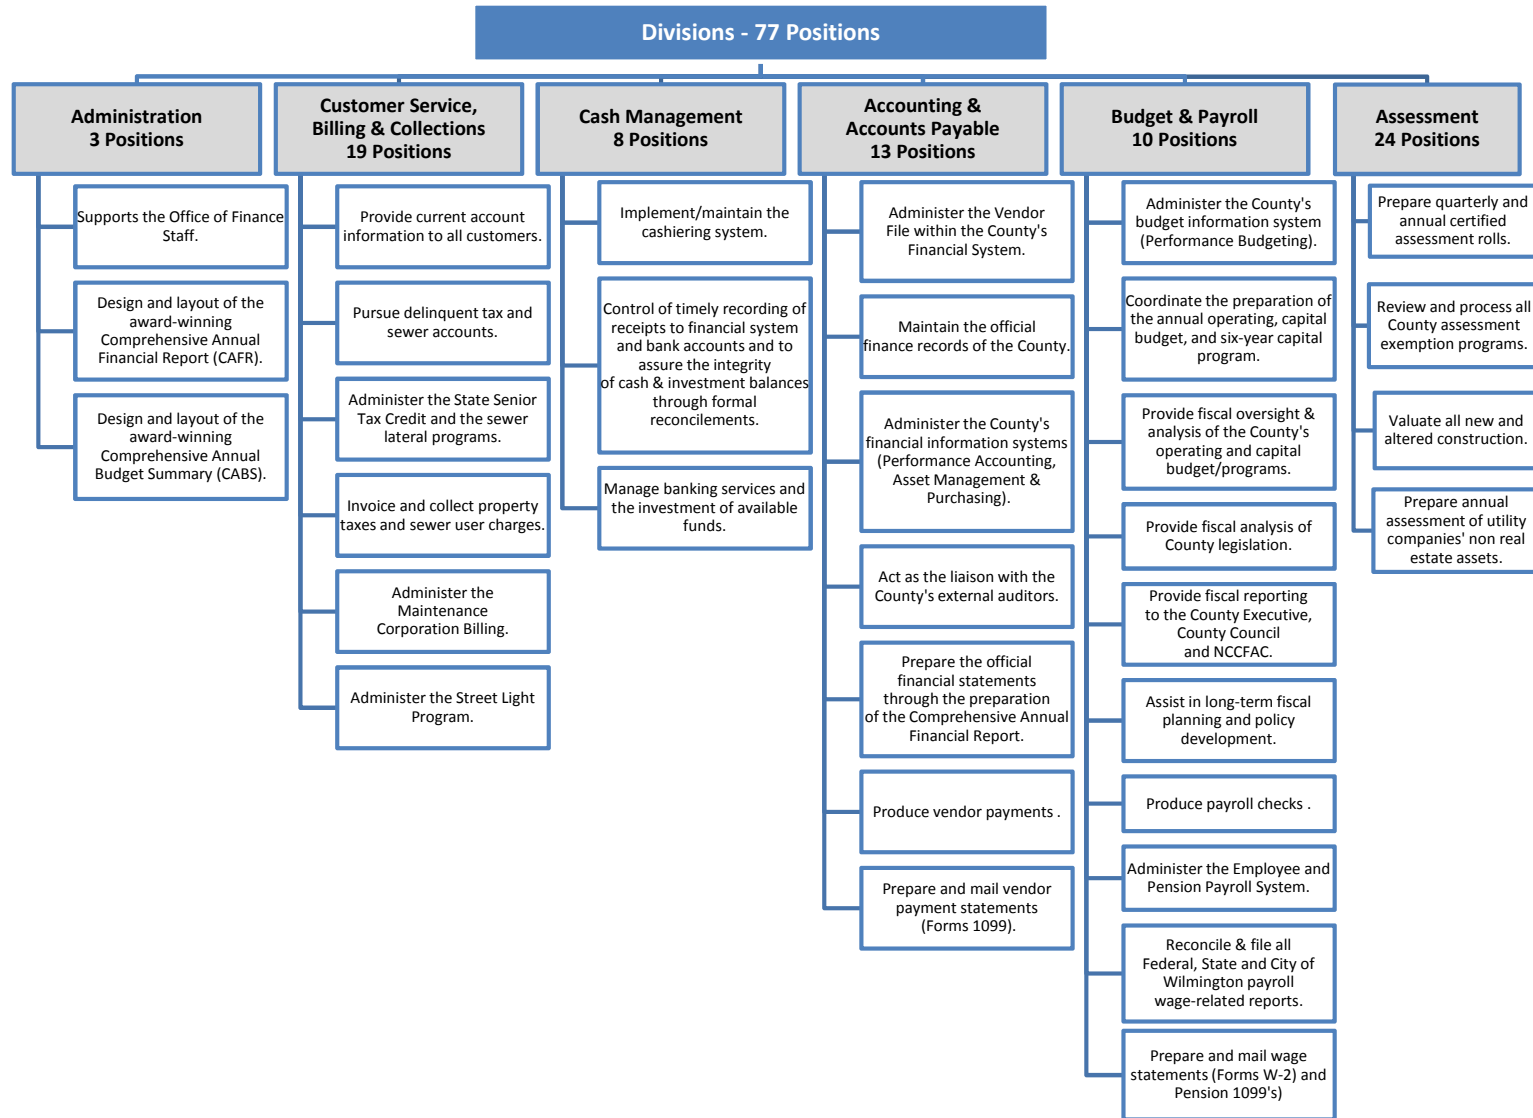 Divisions - 77 Positions
Administration
3 Positions
Supports the Office of Finance
Staff.
Design and layout of the
award-winning
Comprehensive Annual
Financial Report (CAFR).
Design and layout of the
award-winning
Comprehensive Annual
Budget Summary (CABS).
Customer Service,
Billing & Collections
19 Positions
Provide current account
information to all customers.
Pursue delinquent tax and
sewer accounts.
Administer the State Senior
Tax Credit and the sewer
lateral programs.
Invoice and collect property
taxes and sewer user charges.
Administer the
Maintenance
Corporation Billing.
Administer the Street Light
Program.
Cash Management
8 Positions
Implement/maintain the
cashiering system.
Control of timely recording of
receipts to financial system
and bank accounts and to
assure the integrity
of cash & investment balances
through formal
reconcilements.
Manage banking services and
the investment of available
funds.
Accounting &
Accounts Payable
13 Positions
Administer the Vendor
File within the County's
Financial System.
Maintain the official
finance records of the County.
Administer the County's
financial information systems
(Performance Accounting,
Asset Management &
Purchasing).
Act as the liaison with the
County's external auditors.
Prepare the official
financial statements
through the preparation
of the Comprehensive Annual
Financial Report.
Produce vendor payments .
Prepare and mail vendor
payment statements
(Forms 1099).
Budget & Payroll
10 Positions
Administer the County's
budget information system
(Performance Budgeting).
Coordinate the preparation of
the annual operating, capital
budget, and six-year capital
program.
Provide fiscal oversight &
analysis of the County's
operating and capital
budget/programs.
Provide fiscal analysis of
County legislation.
Provide fiscal reporting
to the County Executive,
County Council
and NCCFAC.
Assist in long-term fiscal
planning and policy
development.
Produce payroll checks .
Administer the Employee and
Pension Payroll System.
Reconcile & file all
Federal, State and City of
Wilmington payroll
wage-related reports.
Prepare and mail wage
statements (Forms W-2) and
Pension 1099's)
Assessment
24 Positions
Prepare quarterly and
annual certified
assessment rolls.
Review and process all
County assessment
exemption programs.
Valuate all new and
altered construction.
Prepare annual
assessment of utility
companies' non real
estate assets.